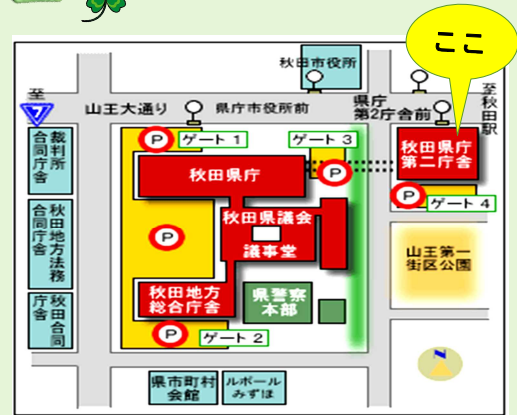 ここ
秋田市役所
至
7
山王大通り
県庁市役所前
県庁
第2庁舎前
至秋田駅
裁判所
合同庁舎
P
ゲート 1
ゲート 3
P
秋田県庁
秋田県庁
第二庁舎
P
ゲート 4
秋田地方法務
合同庁舎
秋田県議会
議事堂
P
山王第一
街区公園
秋田合同
庁舎
秋田地方
総合庁舎
県警察
本部
P
ゲート 2
N
県市町村
会館
ルポール
みずほ